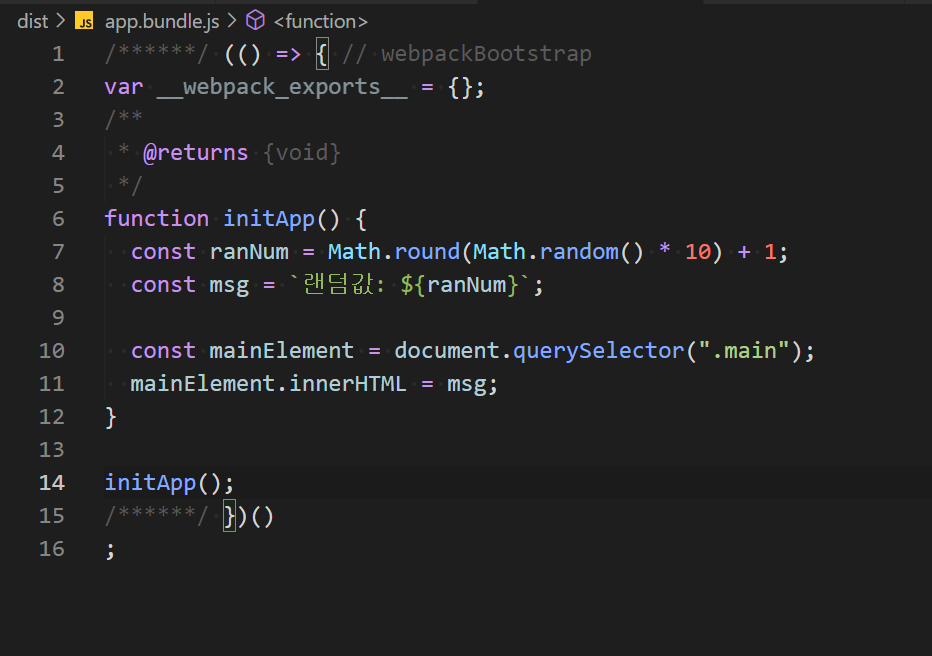 dist > JS app.bundle.js > <function>
1 /******/ (() => { // webpackBootstrap
2 var __webpack_exports__ = {};
3 /**
4  * @returns {void}
5  */
6 function initApp() {
7   const ranNum = Math.round(Math.random() * 10) + 1;
8   const msg = `랜덤값: ${ranNum}`;
9
10   const mainElement = document.querySelector(".main");
11   mainElement.innerHTML = msg;
12 }
13
14 initApp();
15 /******/ })()
16 ;